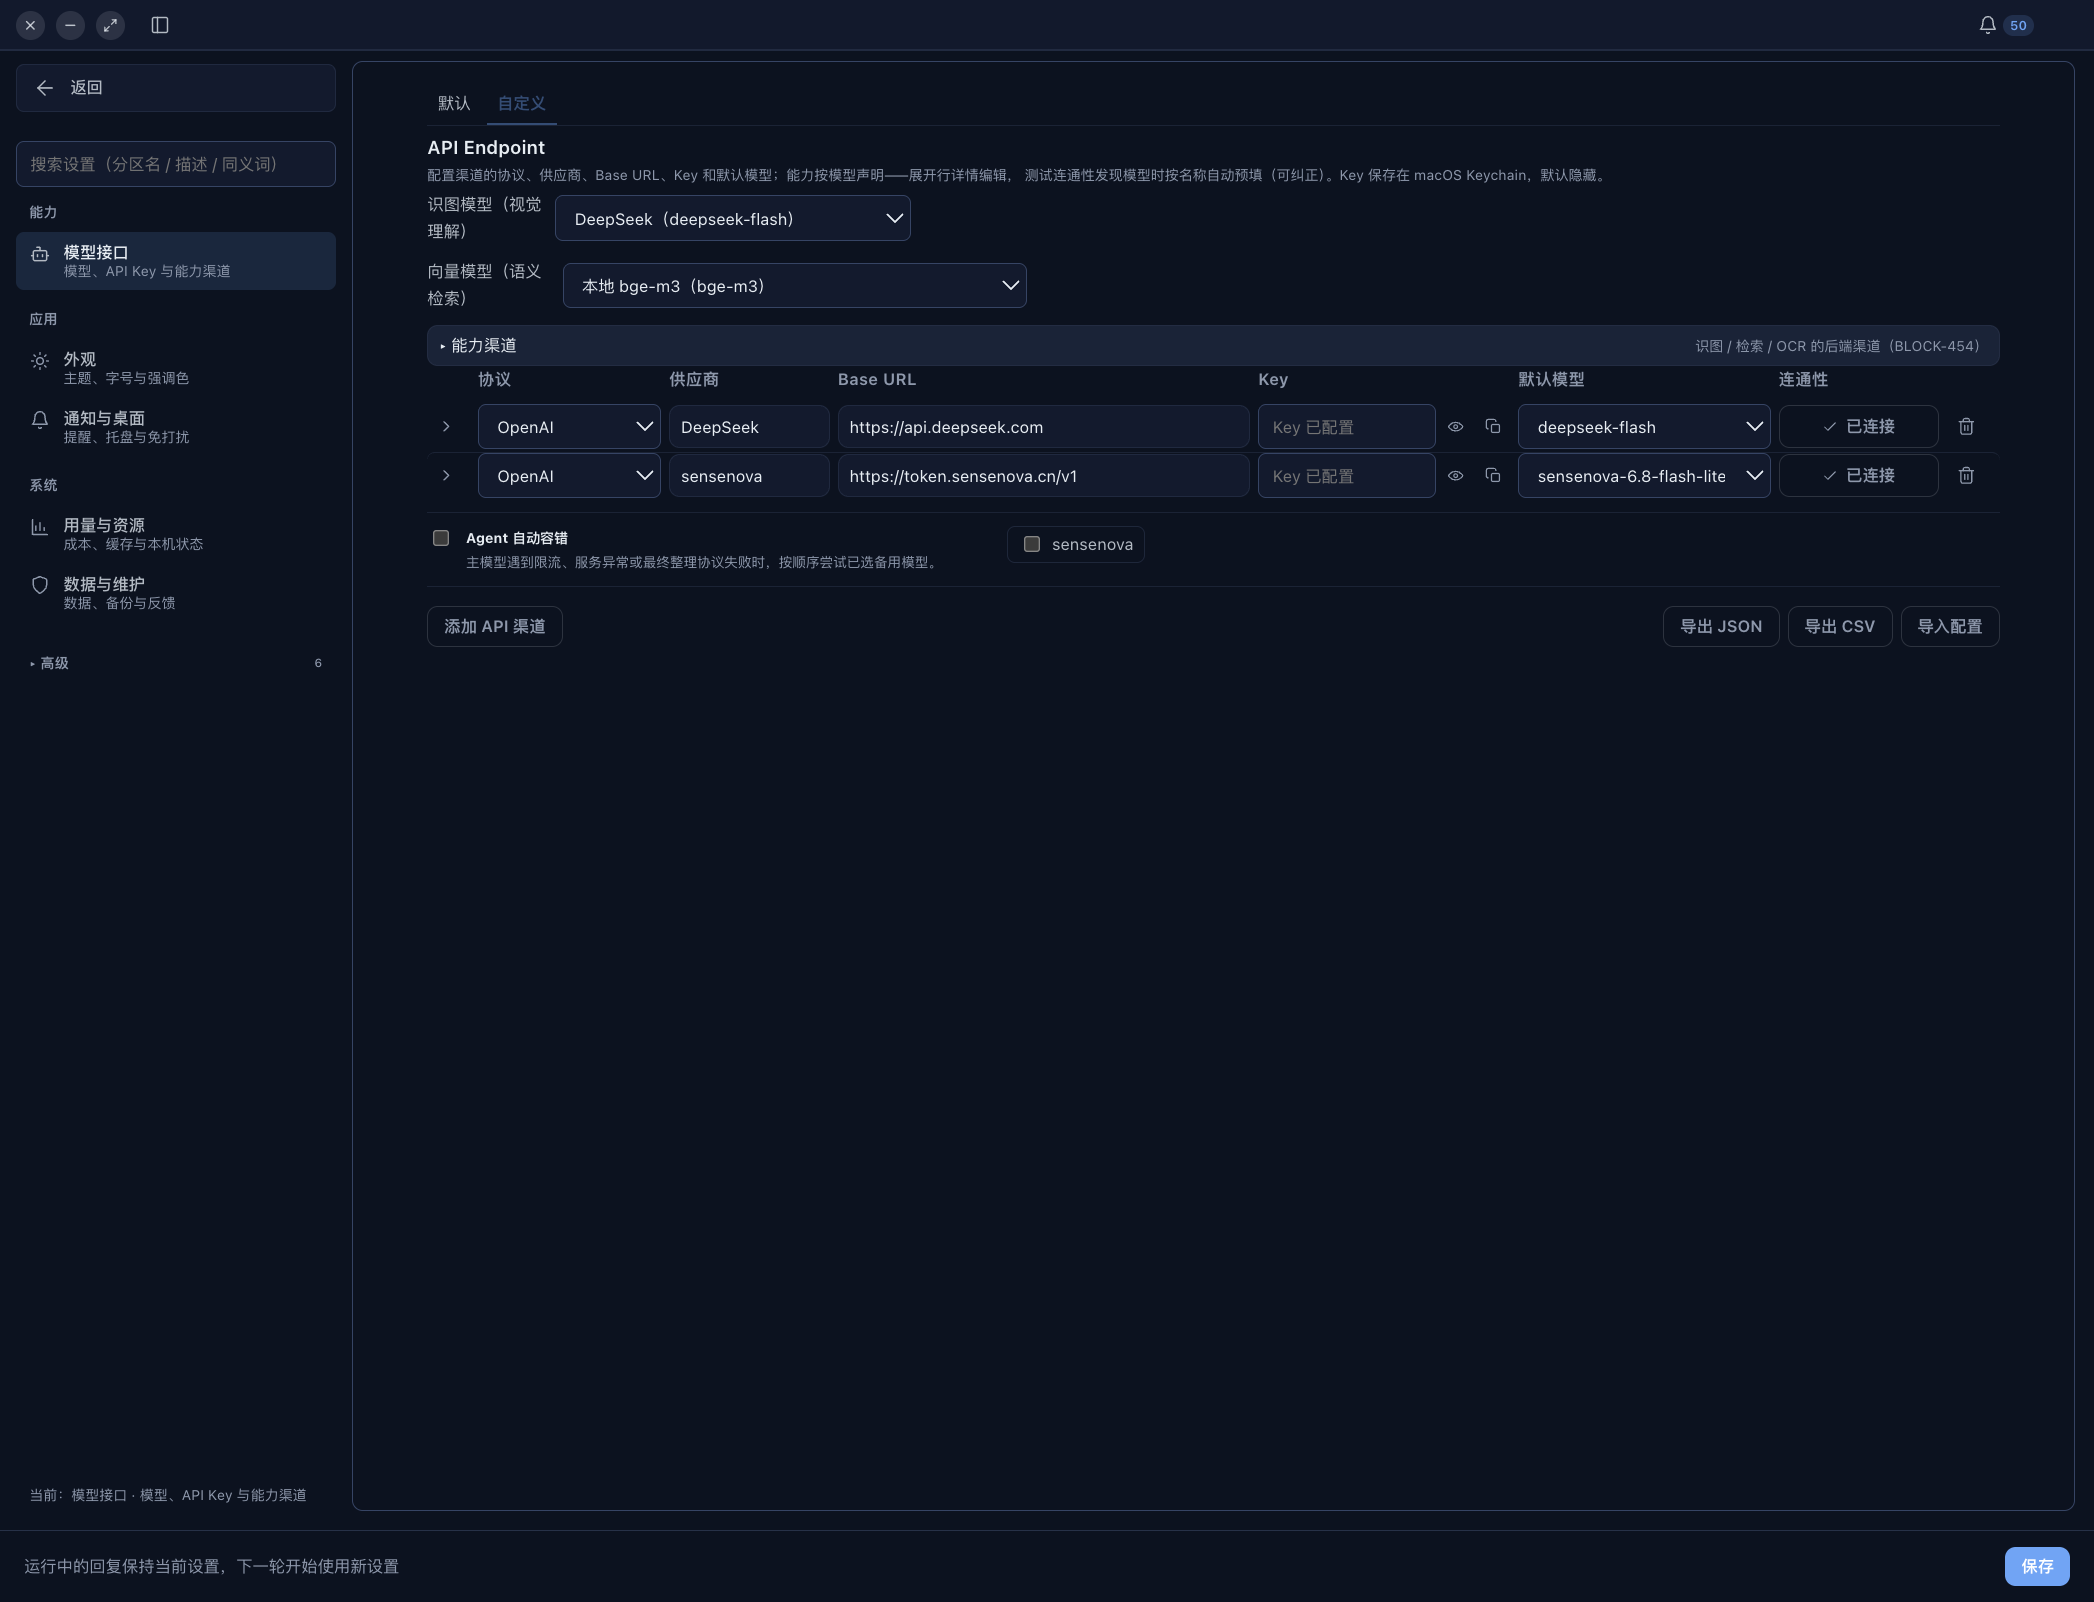 50
返回
搜索设置（分区名 / 描述 / 同义词）
能力
模型接口
模型、API Key 与能力渠道
应用
外观
主题、字号与强调色
通知与桌面
提醒、托盘与免打扰
系统
用量与资源
成本、缓存与本机状态
数据与维护
数据、备份与反馈
高级 6
当前：模型接口 · 模型、API Key 与能力渠道
默认 自定义
API Endpoint
配置渠道的协议、供应商、Base URL、Key 和默认模型；能力按模型声明——展开行详情编辑， 测试连通性发现模型时按名称自动预填（可纠正）。Key 保存在 macOS Keychain，默认隐藏。
识图模型（视觉
理解）
DeepSeek（deepseek-flash）
向量模型（语义
检索）
本地 bge-m3（bge-m3）
能力渠道 识图 / 检索 / OCR 的后端渠道（BLOCK-454）
协议 供应商 Base URL Key 默认模型 连通性
OpenAI DeepSeek https://api.deepseek.com Key 已配置 deepseek-flash 已连接
OpenAI sensenova https://token.sensenova.cn/v1 Key 已配置 sensenova-6.8-flash-lite 已连接
Agent 自动容错
主模型遇到限流、服务异常或最终整理协议失败时，按顺序尝试已选备用模型。
sensenova
添加 API 渠道 导出 JSON 导出 CSV 导入配置
运行中的回复保持当前设置，下一轮开始使用新设置
保存